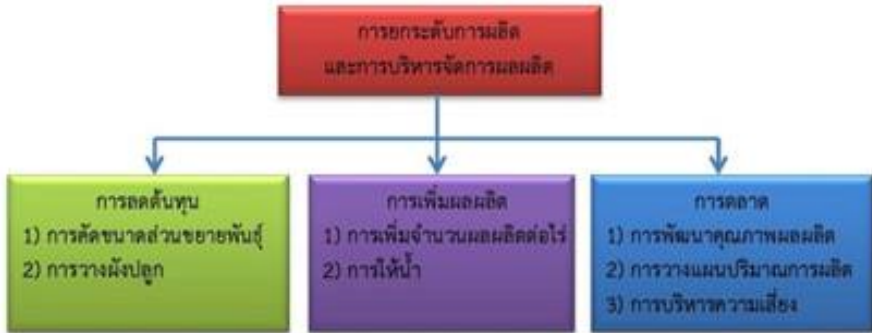 การยกระดับการผลิต
และการบริหารจัดการผลผลิต
การลดต้นทุน
1) การคัดขนาดส่วนขยายพันธุ์
2) การวางผังปลูก
การเพิ่มผลผลิต
1) การเพิ่มจำนวนผลผลิตต่อไร่
2) การให้น้ำ
การตลาด
1) การพัฒนาคุณภาพผลผลิต
2) การวางแผนปริมาณการผลิต
3) การบริหารความเสี่ยง